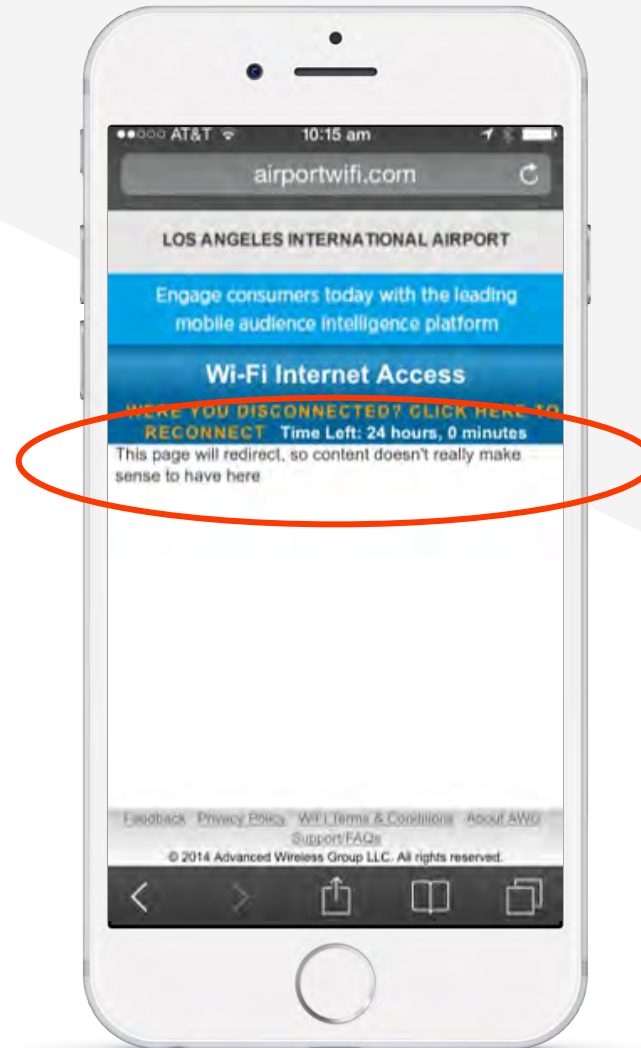 AT&T 10:15 am
airportwifi.com
LOS ANGELES INTERNATIONAL AIRPORT
Engage consumers today with the leading
mobile audience intelligence platform
Wi-Fi Internet Access
WERE YOU DISCONNECTED? CLICK HERE TO
RECONNECT Time Left: 24 hours, 0 minutes
This page will redirect, so content doesn't really make
sense to have here
Feedback Privacy Policy WiFi Terms & Conditions About AWG
Support/FAQs
© 2014 Advanced Wireless Group LLC. All rights reserved.